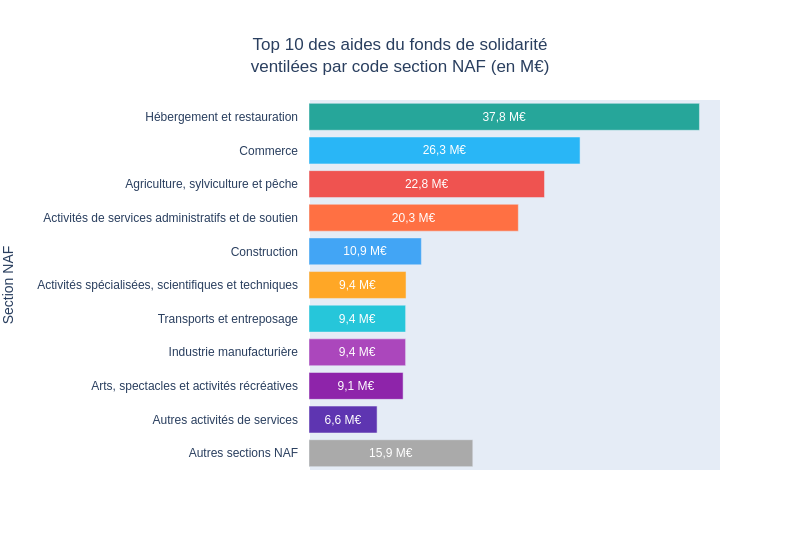 Top 10 des aides du fonds de solidarité
ventilées par code section NAF (en M€)
Section NAF
Hébergement et restauration 37,8 M€
Commerce 26,3 M€
Agriculture, sylviculture et pêche 22,8 M€
Activités de services administratifs et de soutien 20,3 M€
Construction 10,9 M€
Activités spécialisées, scientifiques et techniques 9,4 M€
Transports et entreposage 9,4 M€
Industrie manufacturière 9,4 M€
Arts, spectacles et activités récréatives 9,1 M€
Autres activités de services 6,6 M€
Autres sections NAF 15,9 M€